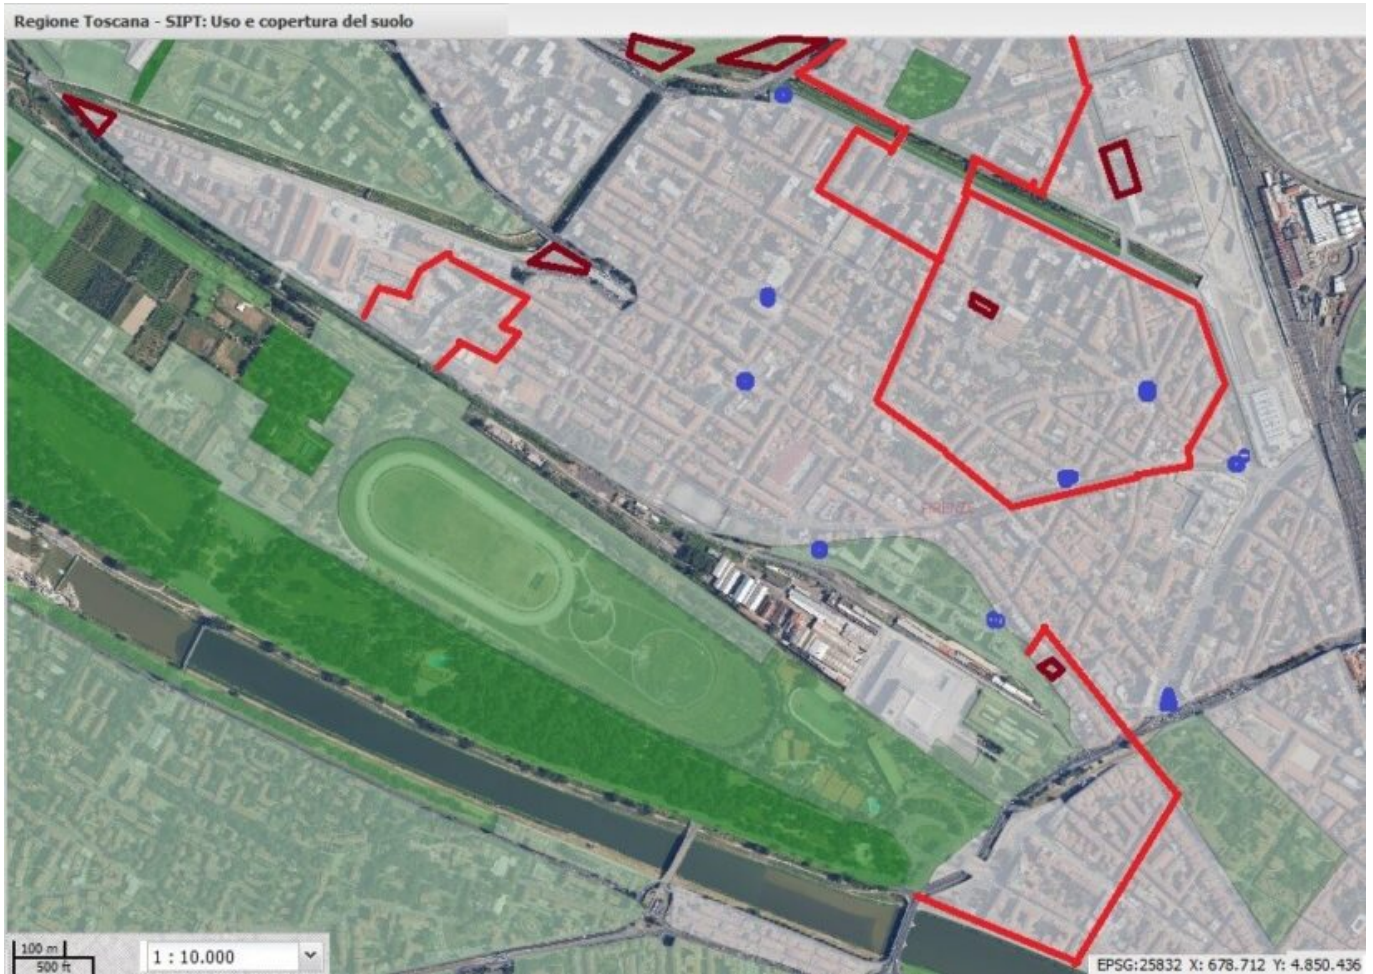 Regione Toscana - SIPT: Uso e copertura del suolo
FIRENZE
100 m
500 ft
1 : 10.000
EPSG:25832 X: 678.712 Y: 4.850.436